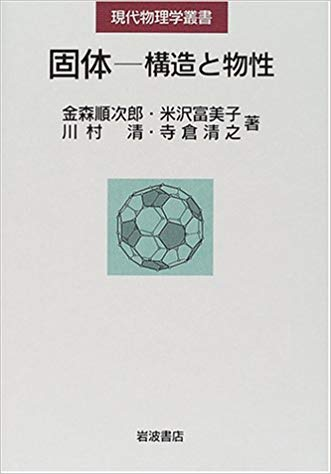 現代物理学叢書
固体―構造と物性
金森順次郎・米沢富美子
川村 清・寺倉清之 著
岩波書店